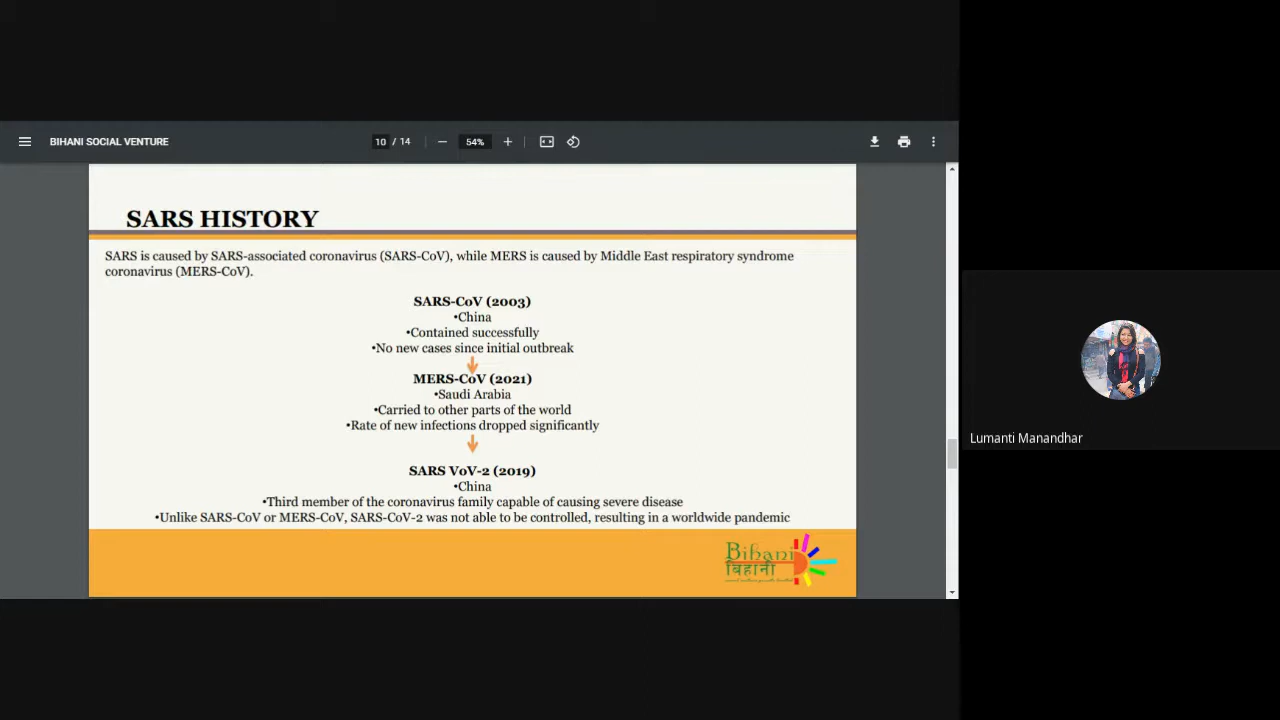 BIHANI SOCIAL VENTURE
10 / 14
54%
SARS HISTORY
SARS is caused by SARS-associated coronavirus (SARS-CoV), while MERS is caused by Middle East respiratory syndrome
coronavirus (MERS-CoV).
SARS-CoV (2003)
•China
•Contained successfully
•No new cases since initial outbreak
MERS-CoV (2021)
•Saudi Arabia
•Carried to other parts of the world
•Rate of new infections dropped significantly
SARS VoV-2 (2019)
•China
•Third member of the coronavirus family capable of causing severe disease
•Unlike SARS-CoV or MERS-CoV, SARS-CoV-2 was not able to be controlled, resulting in a worldwide pandemic
Bihani
बिहानी
Lumanti Manandhar